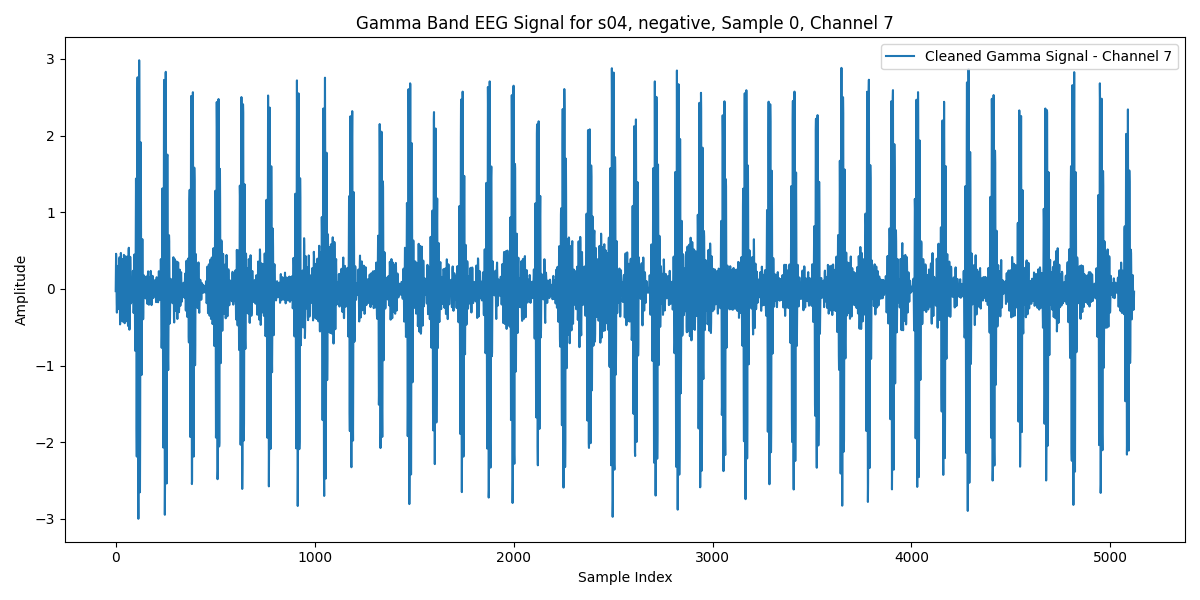 Gamma Band EEG Signal for s04, negative, Sample 0, Channel 7
Cleaned Gamma Signal - Channel 7
Amplitude
3
2
1
0
−1
−2
−3
0 1000 2000 3000 4000 5000
Sample Index